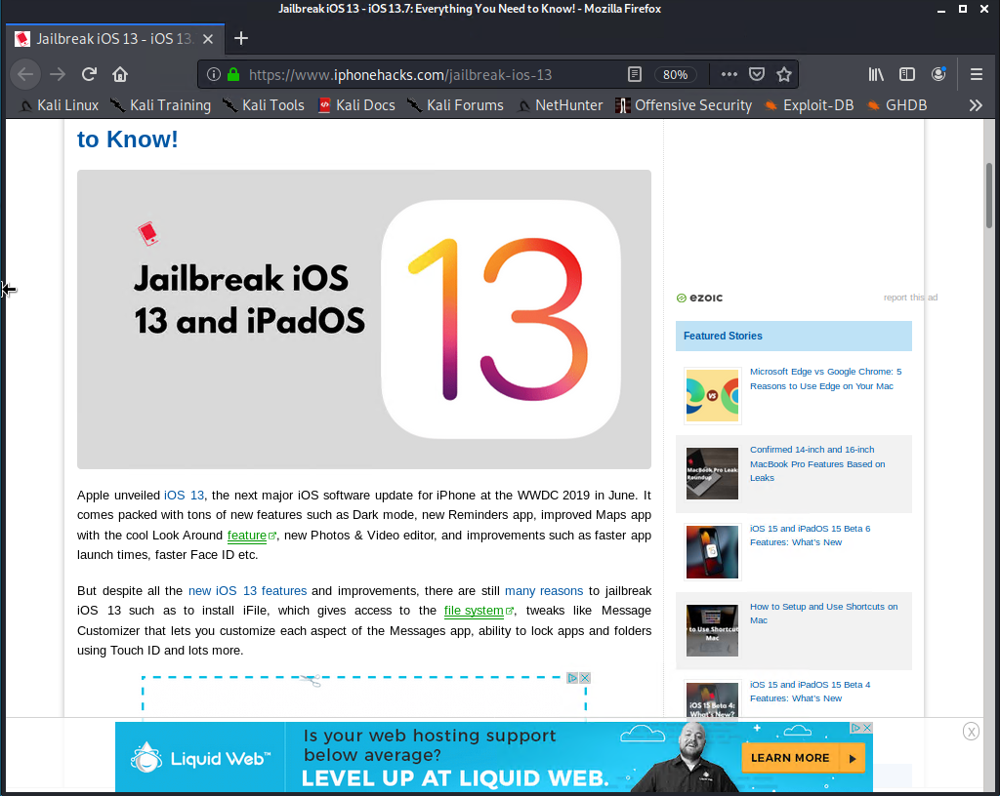 Jailbreak iOS 13 - iOS 13.7: Everything You Need to Know! - Mozilla Firefox
Jailbreak iOS 13 - iOS 13
https://www.iphonehacks.com/jailbreak-ios-13
80%
Kali Linux
Kali Training
Kali Tools
Kali Docs
Kali Forums
NetHunter
Offensive Security
Exploit-DB
GHDB
to Know!
Jailbreak iOS
13 and iPadOS
13
Apple unveiled iOS 13, the next major iOS software update for iPhone at the WWDC 2019 in June. It
comes packed with tons of new features such as Dark mode, new Reminders app, improved Maps app
with the cool Look Around feature, new Photos & Video editor, and improvements such as faster app
launch times, faster Face ID etc.
But despite all the new iOS 13 features and improvements, there are still many reasons to jailbreak
iOS 13 such as to install iFile, which gives access to the file system, tweaks like Message
Customizer that lets you customize each aspect of the Messages app, ability to lock apps and folders
using Touch ID and lots more.
ezoic
report this ad
Featured Stories
VS
Microsoft Edge vs Google Chrome: 5
Reasons to Use Edge on Your Mac
MacBook Pro Leaks
Roundup
Confirmed 14-inch and 16-inch
MacBook Pro Features Based on
Leaks
iOS 15 and iPadOS 15 Beta 6
Features: What's New
to Use Shortcut
Mac
How to Setup and Use Shortcuts on
Mac
iOS 15 Beta 4:
What's New?
iOS 15 and iPadOS 15 Beta 4
Features: What's New
Liquid Web™
Is your web hosting support
below average?
LEVEL UP AT LIQUID WEB.
LEARN MORE
X